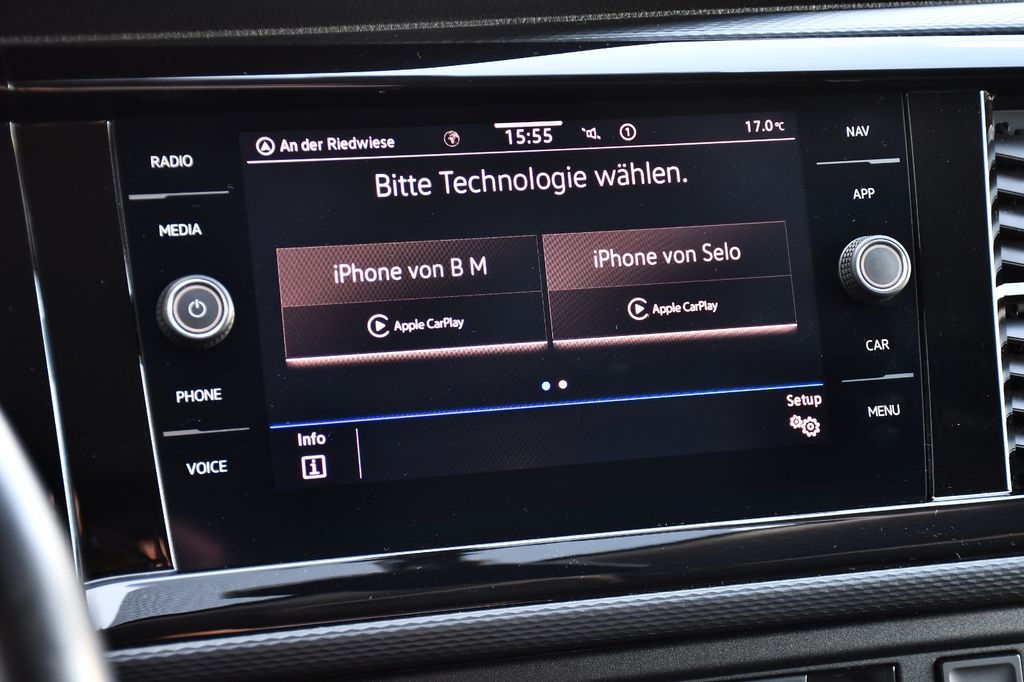 An der Riedwiese 15:55 1 17.0°C
Bitte Technologie wählen.
iPhone von B M
Apple CarPlay
iPhone von Selo
Apple CarPlay
Info
i
Setup
RADIO
MEDIA
PHONE
VOICE
NAV
APP
CAR
MENU